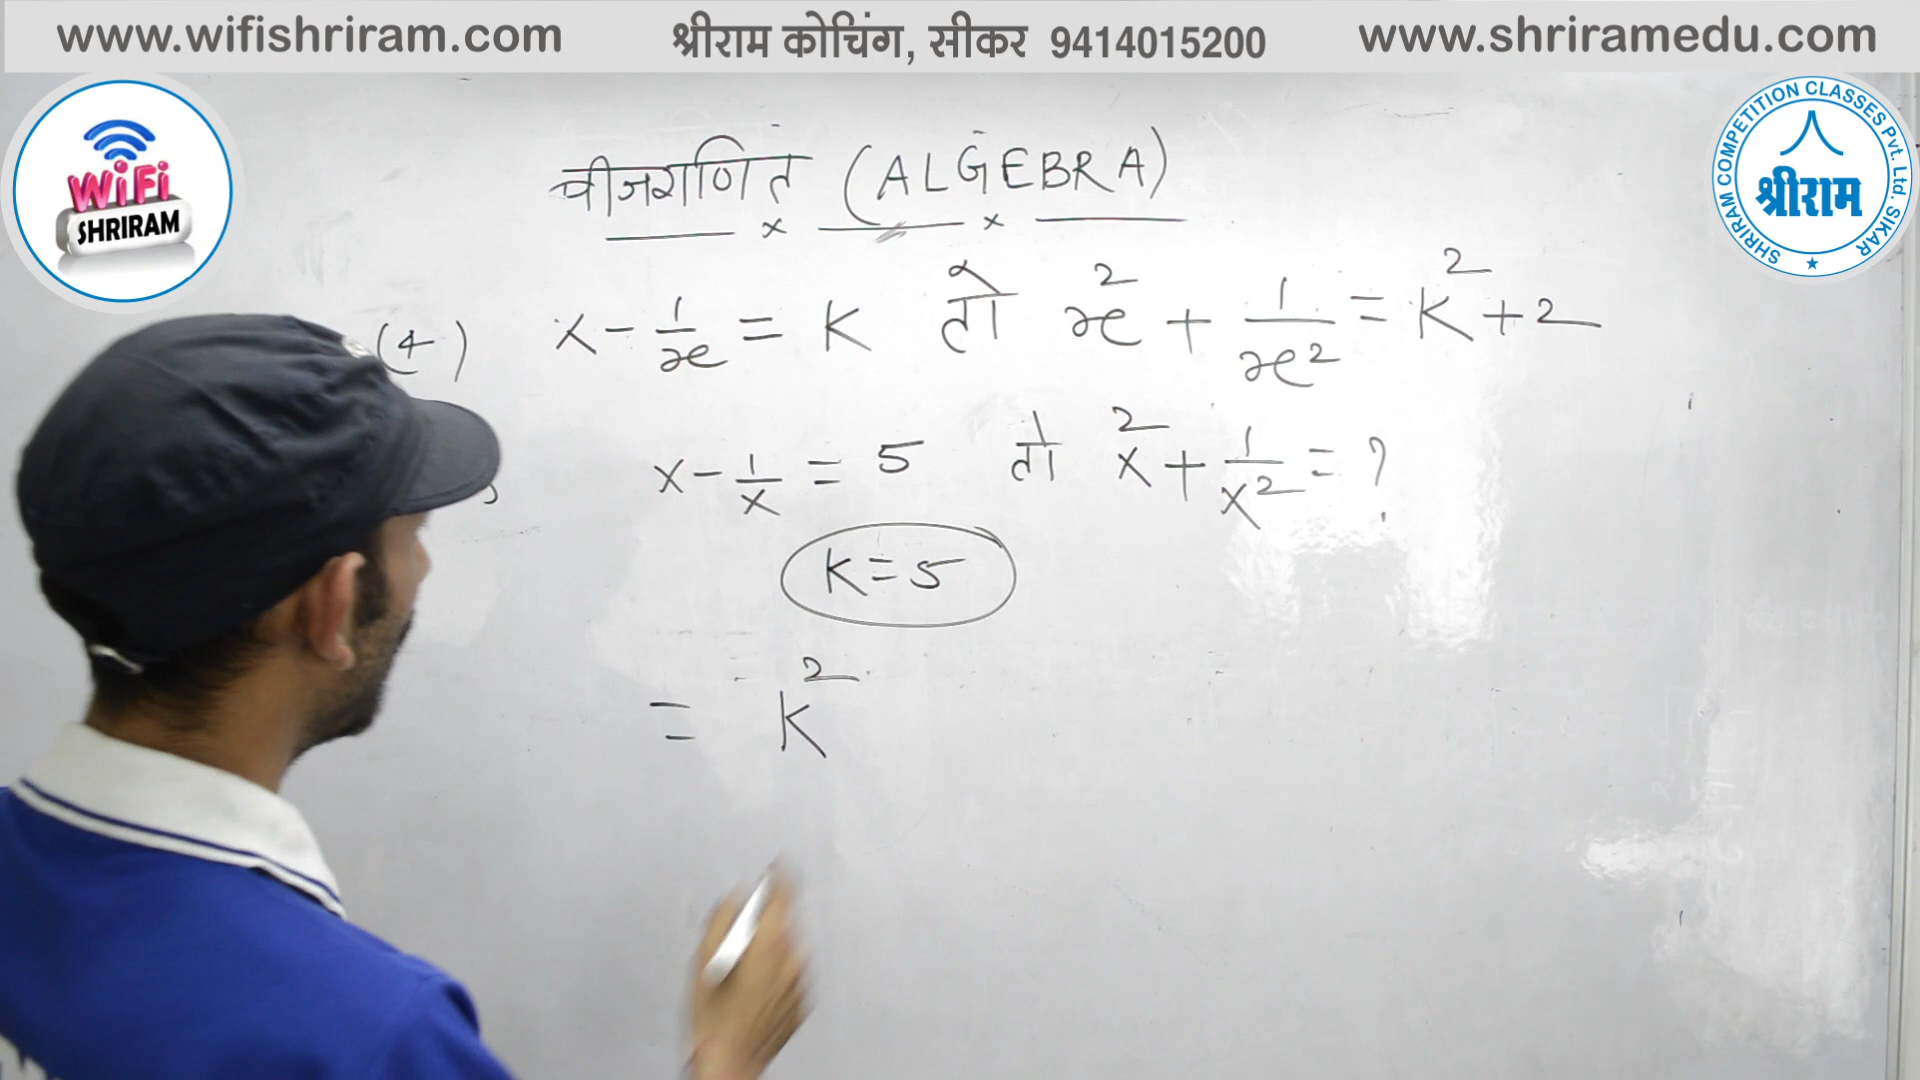 www.wifishriram.com श्रीराम कोचिंग, सीकर 9414015200 www.shriramedu.com
WiFi
SHRIRAM
SHRIRAM COMPETITION CLASSES Pvt. Ltd. SIKAR
श्रीराम
बीजगणित (ALGEBRA)
(4) x - 1/x = K तो x² + 1/x² = K² + 2
x - 1/x = 5 तो x² + 1/x² = ?
K = 5
= K²